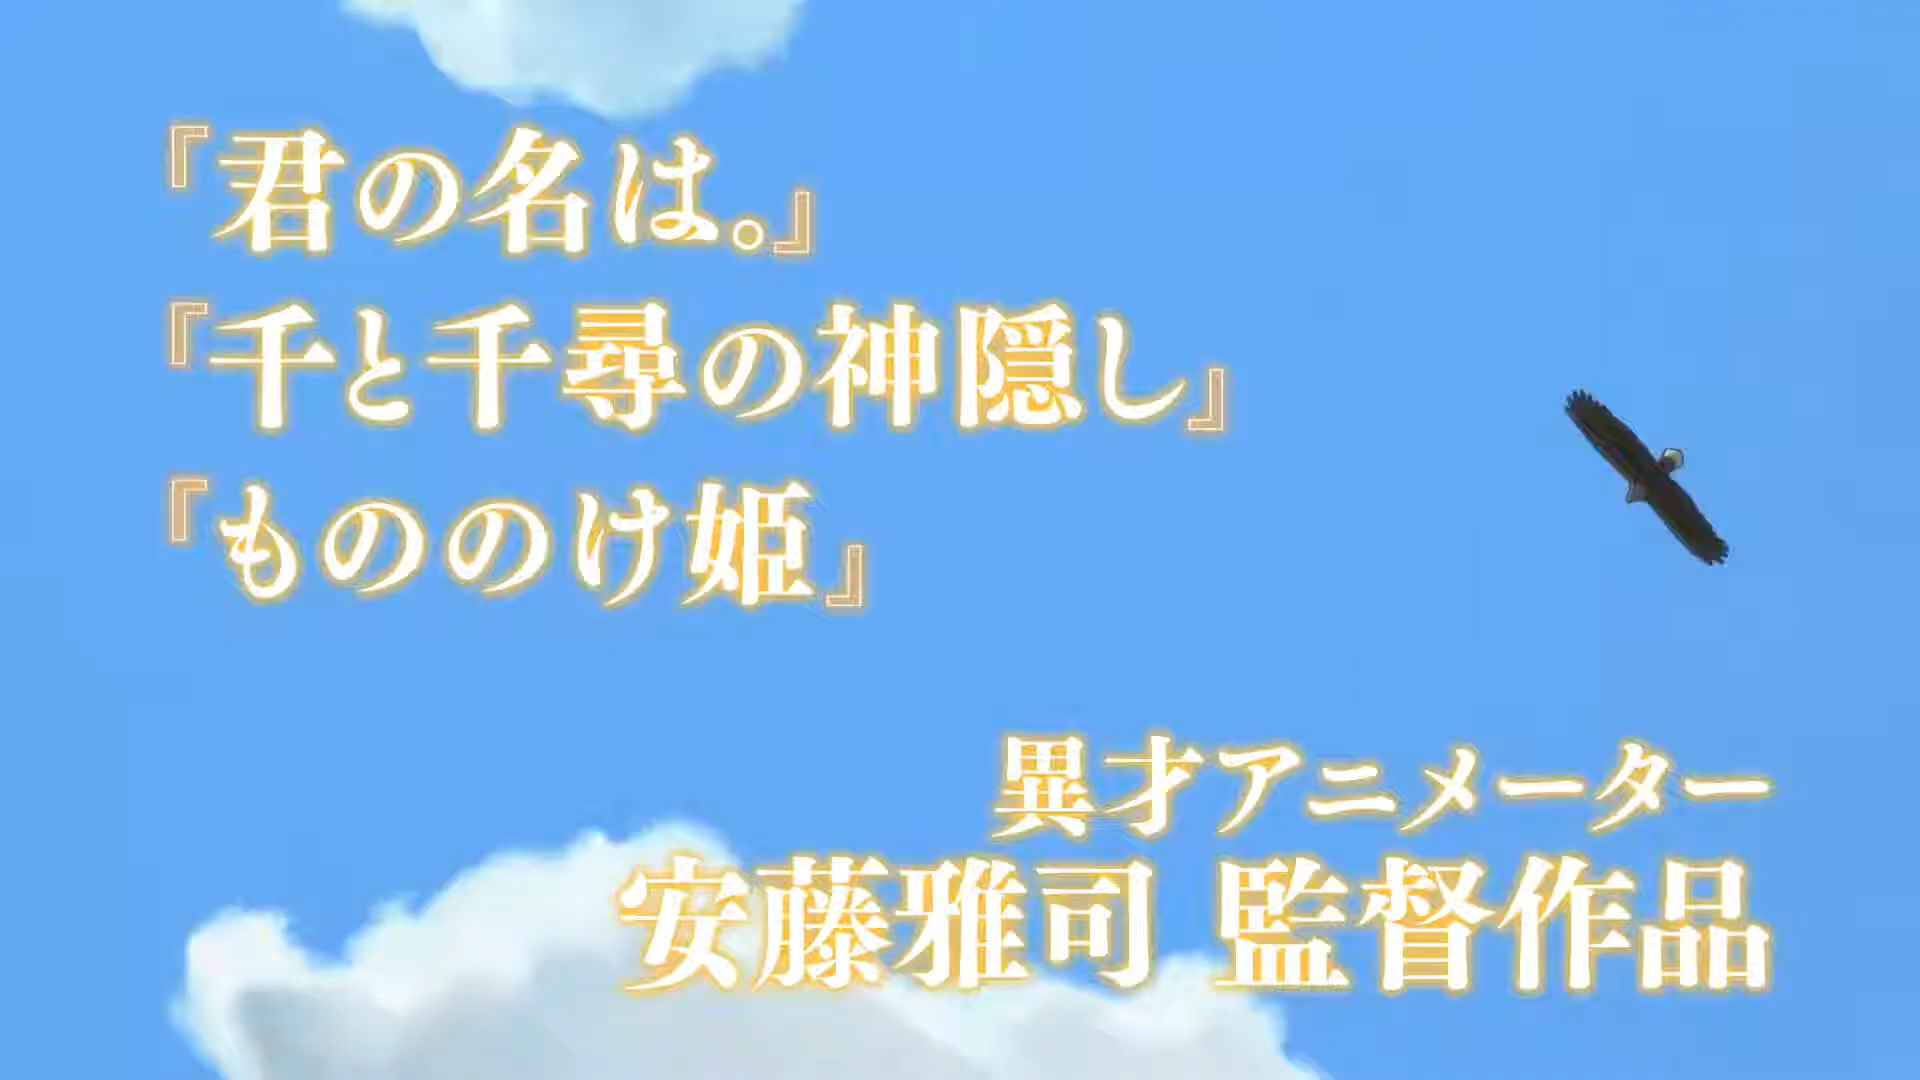 『君の名は。』
『千と千尋の神隠し』
『もののけ姫』
異才アニメーター
安藤雅司 監督作品